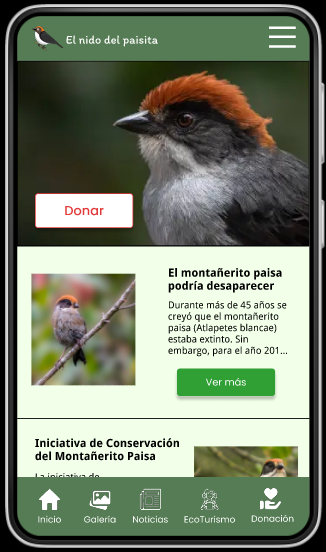 El nido del paisita
Donar
El montañerito paisa
podría desaparecer
Durante más de 45 años se
creyó que el montañerito
paisa (Atlapetes blancae)
estaba extinto. Sin
embargo, para el año 201...
Ver más
Iniciativa de Conservación
del Montañerito Paisa
La iniciativa de
Inicio
Galería
Noticias
EcoTurismo
Donación